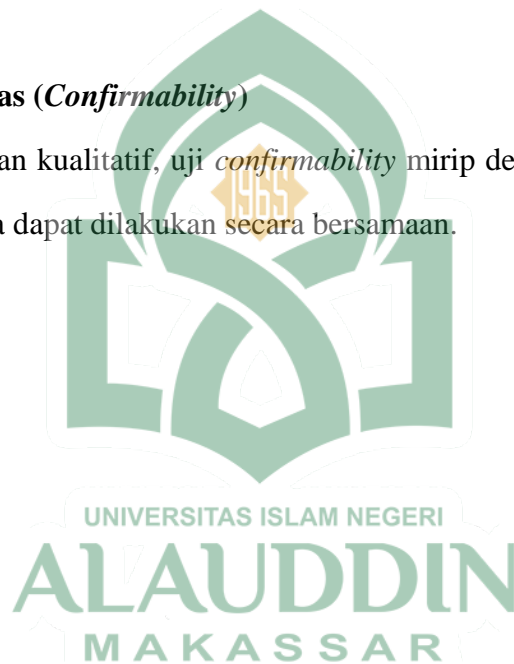 as (Confirmability)
an kualitatif, uji confirmability mirip de
a dapat dilakukan secara bersamaan.
1965
UNIVERSITAS ISLAM NEGERI
ALAUDDIN
MAKASSAR